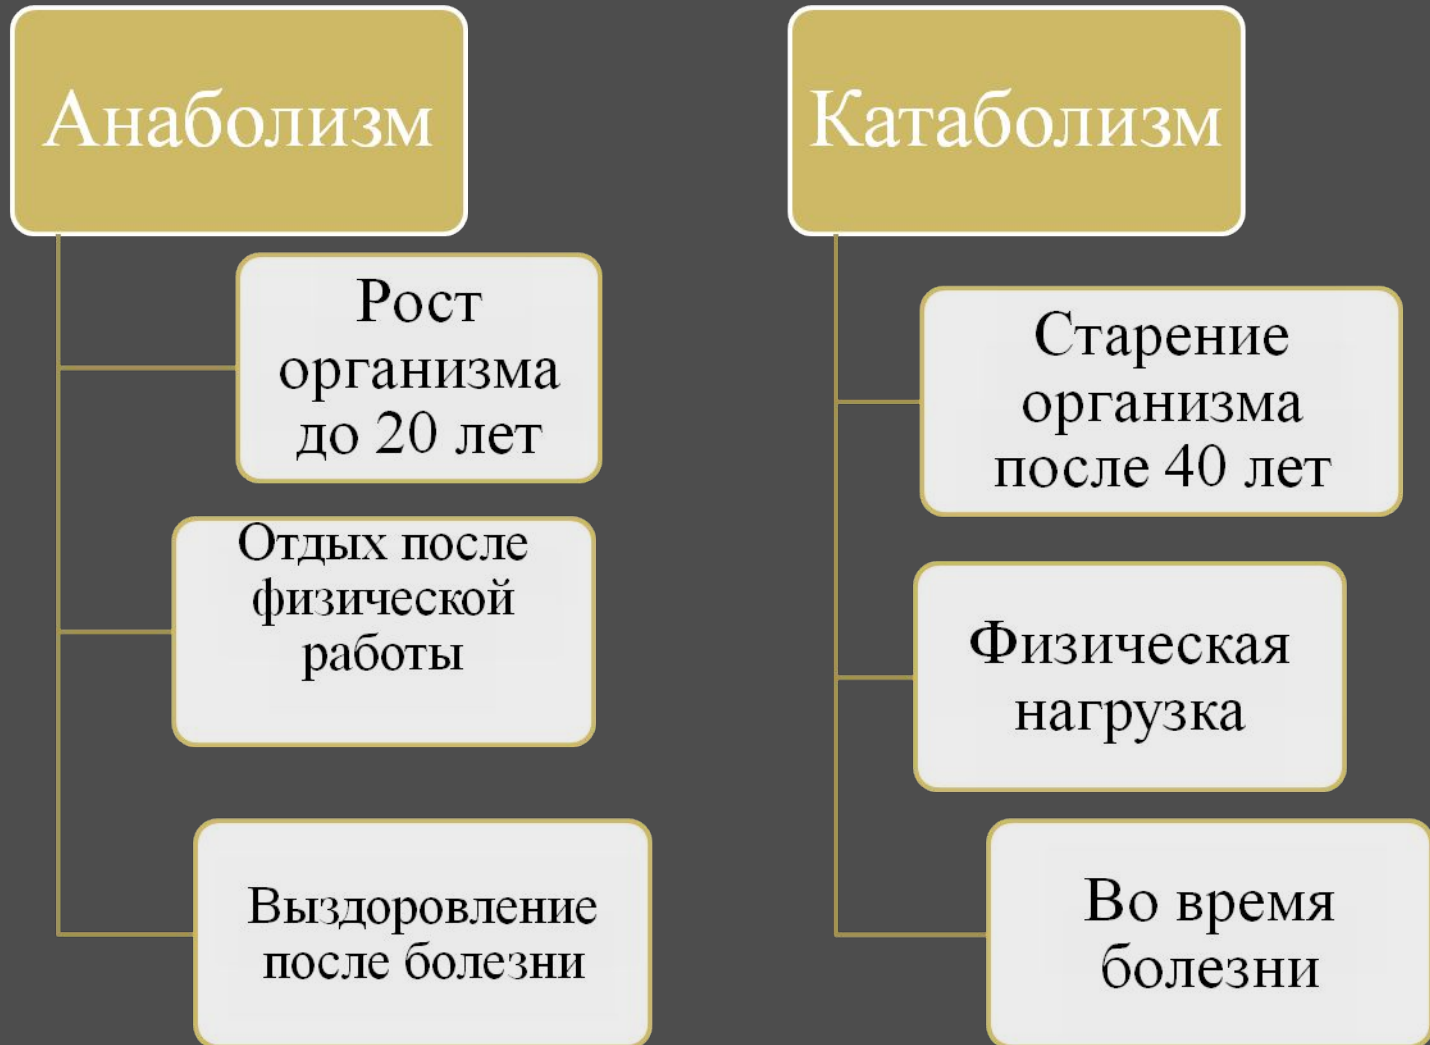 Анаболизм
Рост
организма
до 20 лет
Отдых после
физической
работы
Выздоровление
после болезни
Катаболизм
Старение
организма
после 40 лет
Физическая
нагрузка
Во время
болезни